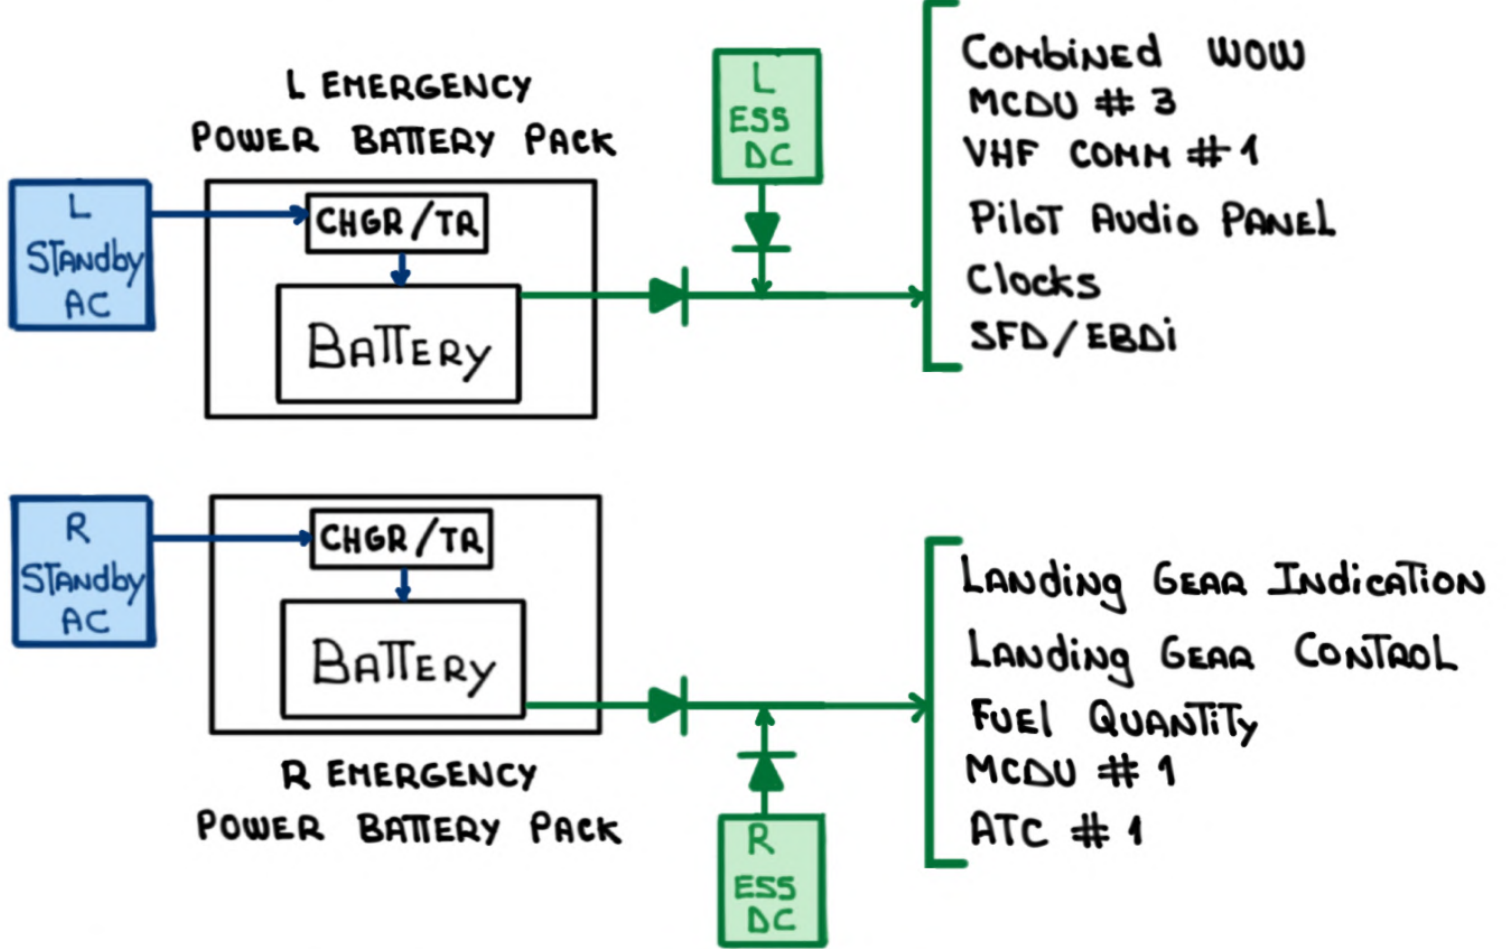 L EMERGENCY
POWER BATTERY PACK
L
STANdby
AC
CHGR/TR
BATTERY
L
ESS
DC
COMbiNEd WOW
MCDU # 3
VHF COMM #1
PiloT Audio PANEL
Clocks
SFD/EBDi
R
STANdby
AC
CHGR/TR
BATTERY
R EMERGENCY
POWER BATTERY PACK
R
ESS
DC
LANdiNg GEAR INdiCATiON
LANdiNg GEAR CONTROL
FUEl QUANTiTy
MCDU # 1
ATC # 1